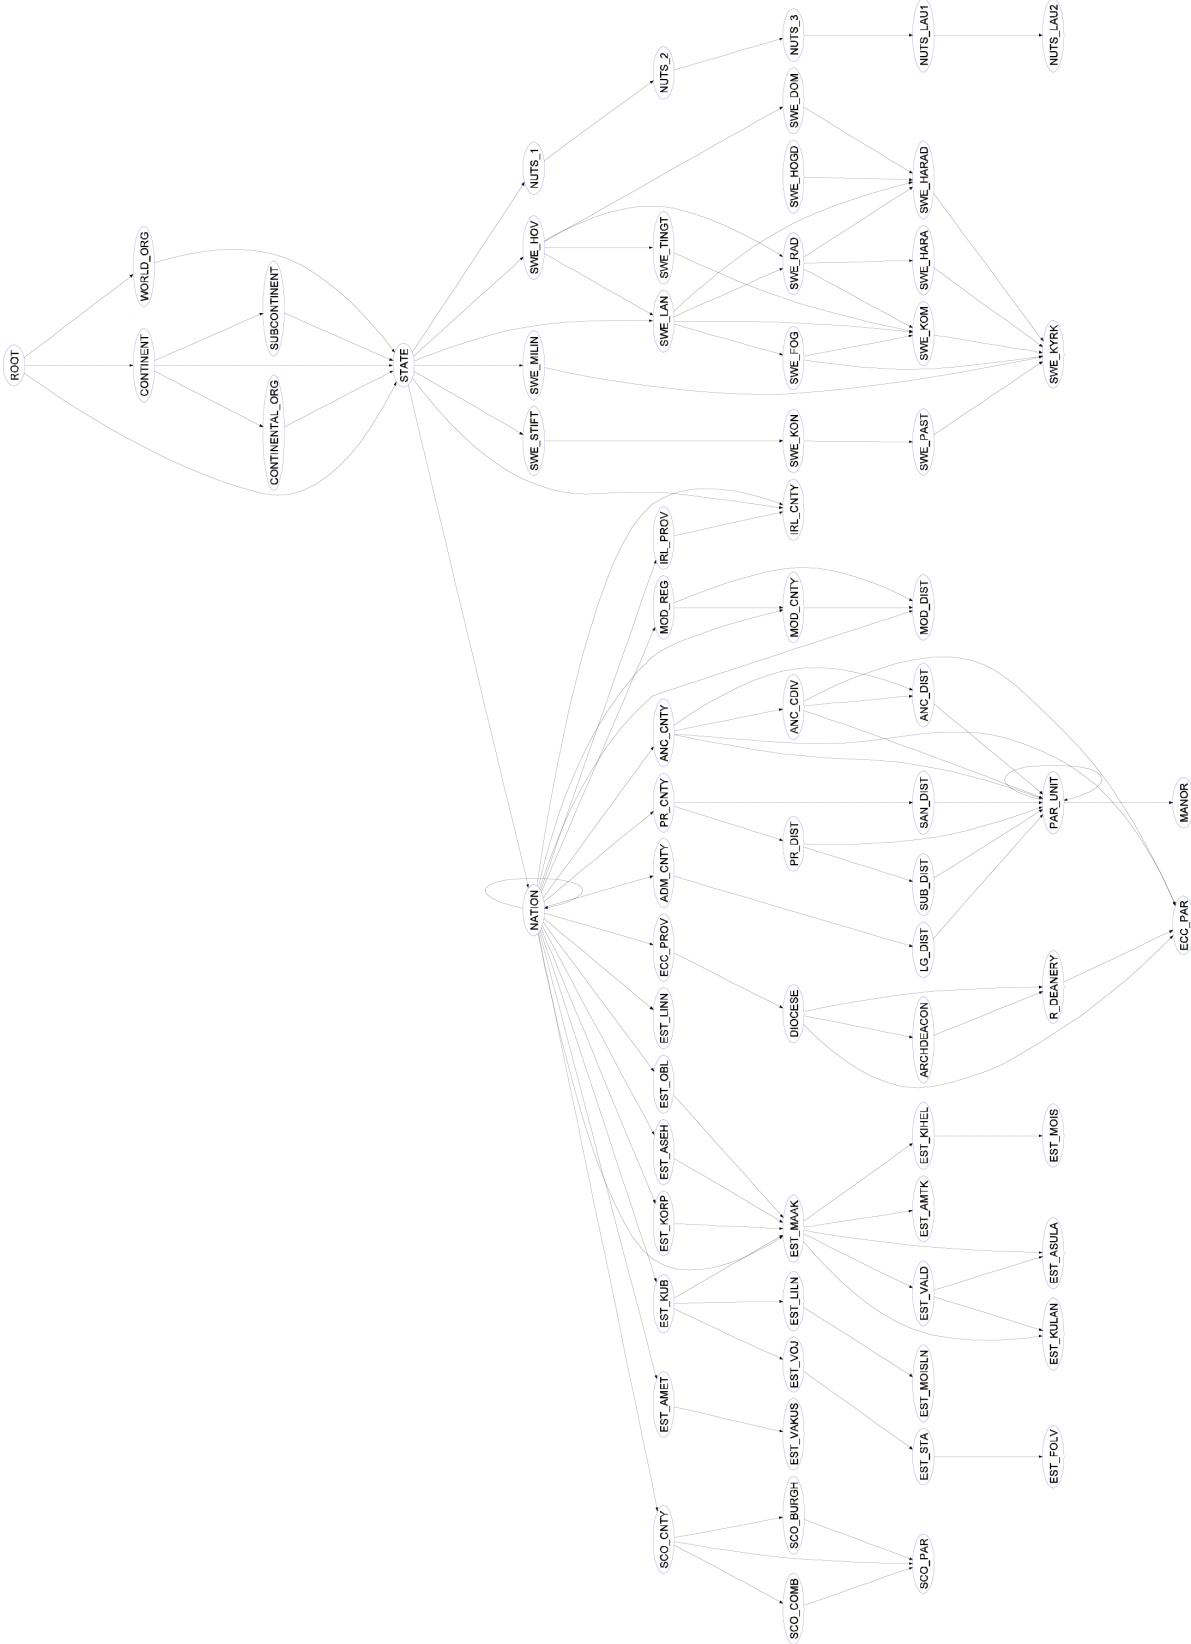 ROOT
WORLD_ORG
CONTINENT
SUBCONTINENT
CONTINENTAL_ORG
STATE
NUTS_1
SWE_HOV
SWE_MILIN
SWE_STIFT
NATION
NUTS_2
SWE_TINGT
SWE_LAN
IRL_PROV
MOD_REG
ANC_CNTY
PR_CNTY
ADM_CNTY
ECC_PROV
EST_LINN
EST_OBL
EST_ASEH
EST_KORP
EST_KUB
EST_AMET
SCO_CNTY
NUTS_3
SWE_DOM
SWE_HOGD
SWE_RAD
SWE_FOG
SWE_KON
IRL_CNTY
MOD_CNTY
ANC_CDIV
PR_DIST
DIOCESE
EST_MAAK
EST_LILN
EST_VOJ
EST_VAKUS
SCO_BURGH
SCO_COMB
NUTS_LAU1
SWE_HARAD
SWE_HARA
SWE_KOM
SWE_PAST
MOD_DIST
ANC_DIST
SAN_DIST
SUB_DIST
LG_DIST
ARCHDEACON
EST_KIHEL
EST_AMTK
EST_VALD
EST_MOISLN
EST_STA
SCO_PAR
NUTS_LAU2
SWE_KYRK
PAR_UNIT
R_DEANERY
EST_MOIS
EST_ASULA
EST_KULAN
EST_FOLV
MANOR
ECC_PAR